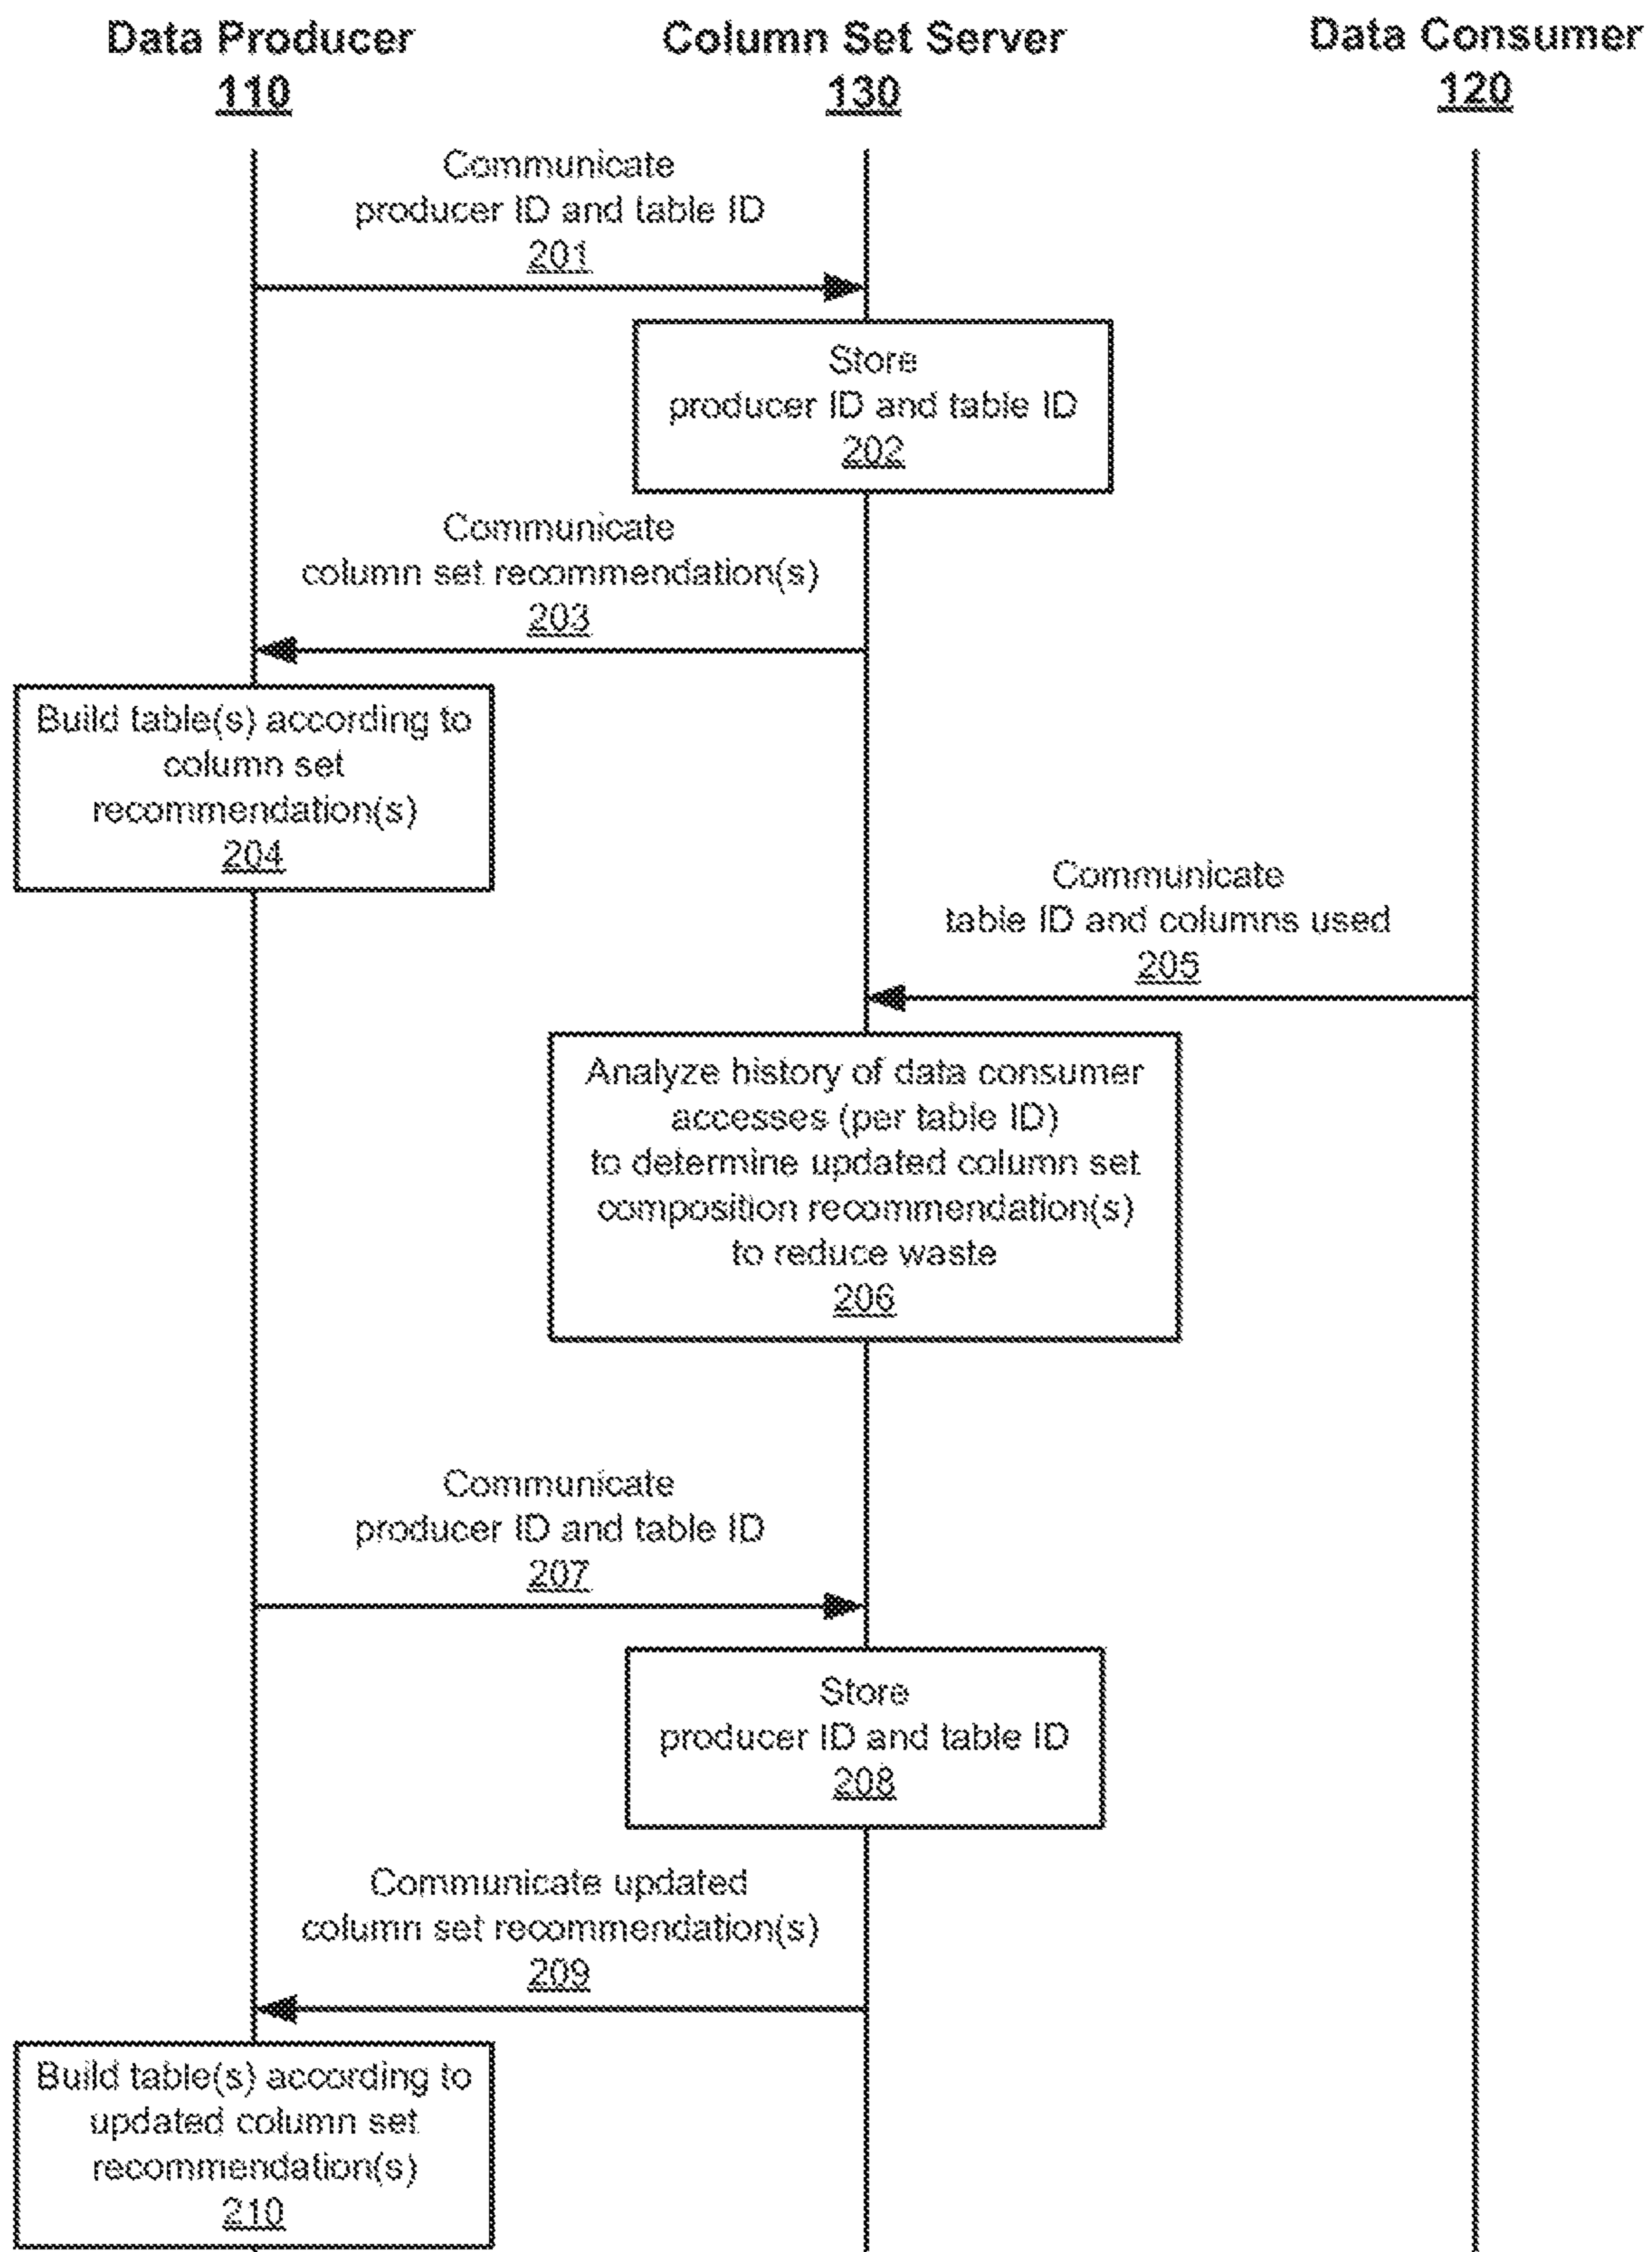 Data Producer
110
Column Set Server
130
Data Consumer
120
Communicate
producer ID and table ID
201
Store
producer ID and table ID
202
Communicate
column set recommendation(s)
203
Build table(s) according to
column set
recommendation(s)
204
Communicate
table ID and columns used
205
Analyze history of data consumer
accesses (per table ID)
to determine updated column set
composition recommendation(s)
to reduce waste
206
Communicate
producer ID and table ID
207
Store
producer ID and table ID
208
Communicate updated
column set recommendation(s)
209
Build table(s) according to
updated column set
recommendation(s)
210